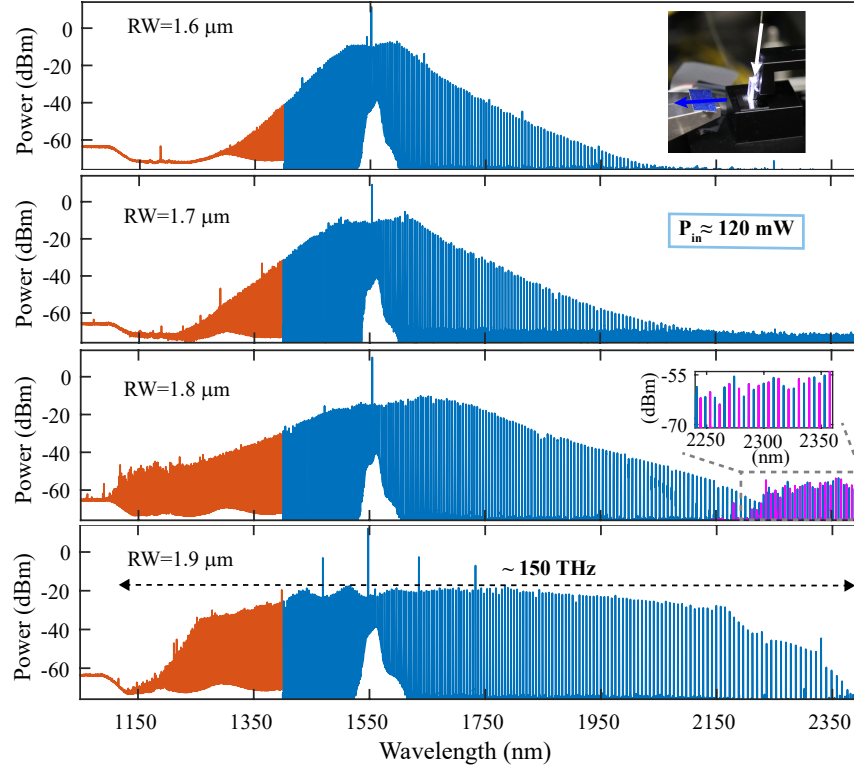 RW=1.6 μm
Power (dBm)
0
-20
-40
-60
RW=1.7 μm
P_in ≈ 120 mW
Power (dBm)
0
-20
-40
-60
RW=1.8 μm
Power (dBm)
0
-20
-40
-60
-55
-70
(dBm)
2250 2300 2350
(nm)
RW=1.9 μm
~ 150 THz
Power (dBm)
0
-20
-40
-60
1150 1350 1550 1750 1950 2150 2350
Wavelength (nm)